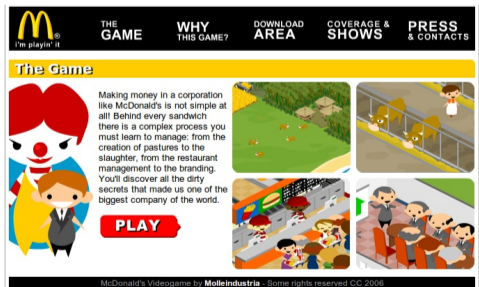 i'm playin' it
THE
GAME
WHY
THIS GAME?
DOWNLOAD
AREA
COVERAGE &
SHOWS
PRESS
& CONTACTS
The Game
Making money in a corporation
like McDonald's is not simple at
all! Behind every sandwich
there is a complex process you
must learn to manage: from the
creation of pastures to the
slaughter, from the restaurant
management to the branding.
You'll discover all the dirty
secrets that made us one of the
biggest company of the world.
PLAY
McDonald's Videogame by Molleindustria - Some rights reserved CC 2006